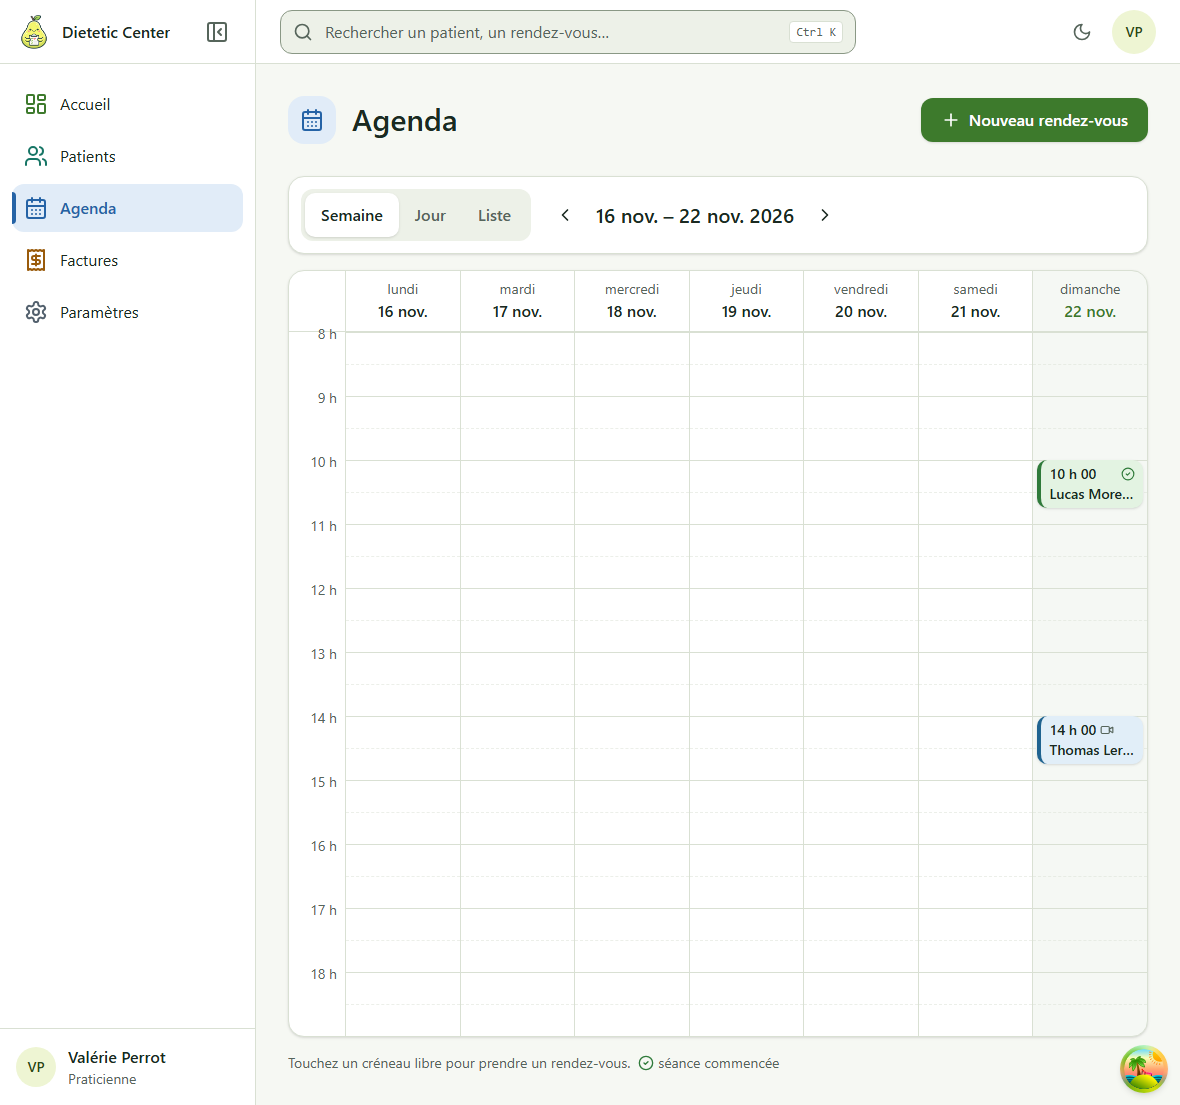 Dietetic Center
Rechercher un patient, un rendez-vous...
Ctrl K
VP
Accueil
Patients
Agenda
Factures
Paramètres
Agenda
Nouveau rendez-vous
Semaine
Jour
Liste
16 nov. – 22 nov. 2026
lundi
16 nov.
mardi
17 nov.
mercredi
18 nov.
jeudi
19 nov.
vendredi
20 nov.
samedi
21 nov.
dimanche
22 nov.
8 h
9 h
10 h
11 h
12 h
13 h
14 h
15 h
16 h
17 h
18 h
10 h 00
Lucas More...
14 h 00
Thomas Ler...
Touchez un créneau libre pour prendre un rendez-vous.
séance commencée
VP
Valérie Perrot
Praticienne